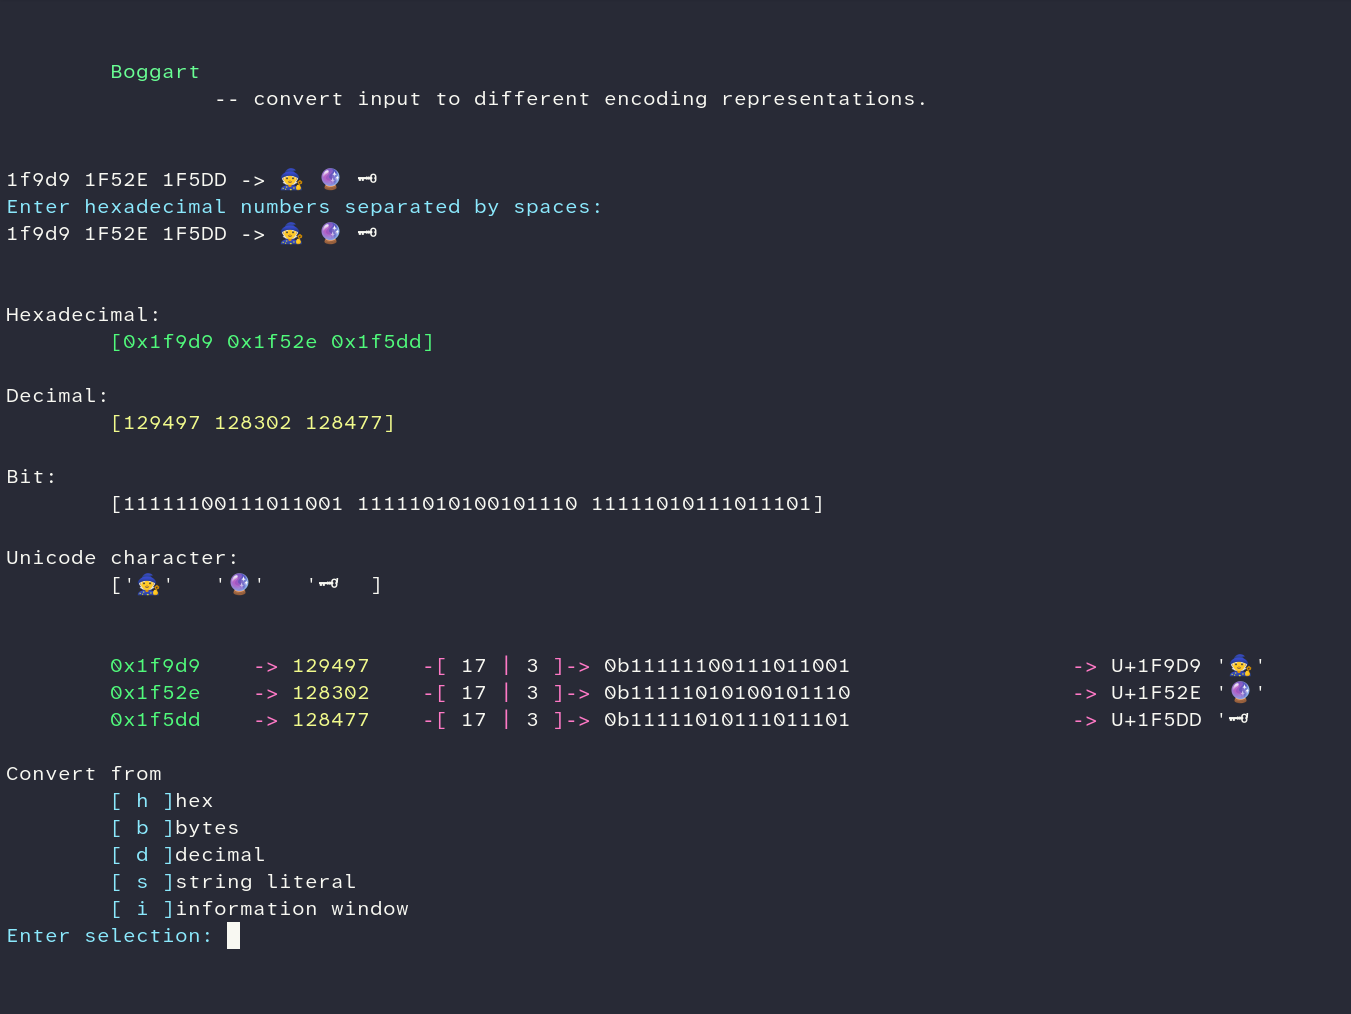 Boggart
-- convert input to different encoding representations.
1f9d9 1F52E 1F5DD -> 🧙 🔮 🗝
Enter hexadecimal numbers separated by spaces:
1f9d9 1F52E 1F5DD -> 🧙 🔮 🗝
Hexadecimal:
[0x1f9d9 0x1f52e 0x1f5dd]
Decimal:
[129497 128302 128477]
Bit:
[11111100111011001 11111010100101110 11111010111011101]
Unicode character:
['🧙' '🔮' '🗝' ]
0x1f9d9 -> 129497 -[ 17 | 3 ]-> 0b11111100111011001 -> U+1F9D9 '🧙'
0x1f52e -> 128302 -[ 17 | 3 ]-> 0b11111010100101110 -> U+1F52E '🔮'
0x1f5dd -> 128477 -[ 17 | 3 ]-> 0b11111010111011101 -> U+1F5DD '🗝'
Convert from
[ h ]hex
[ b ]bytes
[ d ]decimal
[ s ]string literal
[ i ]information window
Enter selection: